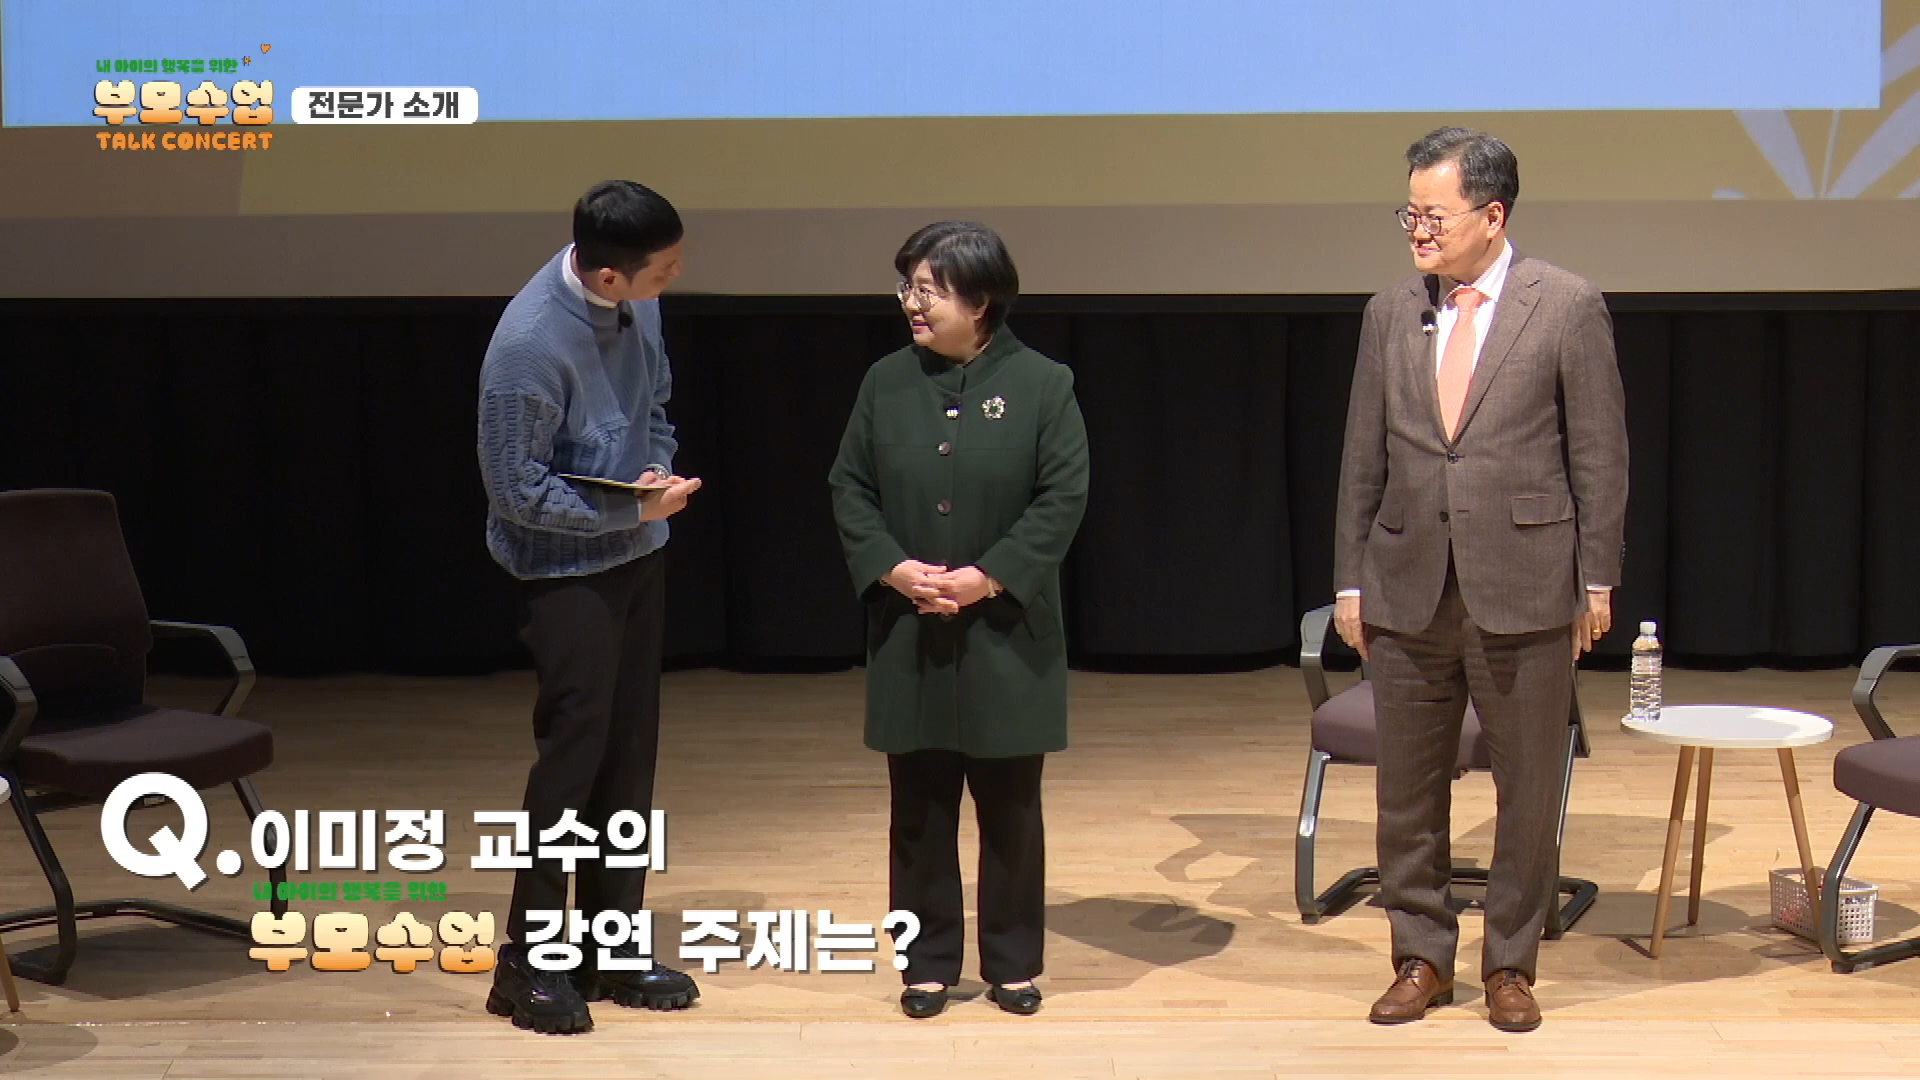 내 아이의 행복을 위한
부모수업
TALK CONCERT
전문가 소개
Q.이미정 교수의
내 아이의 행복을 위한
부모수업 강연 주제는?